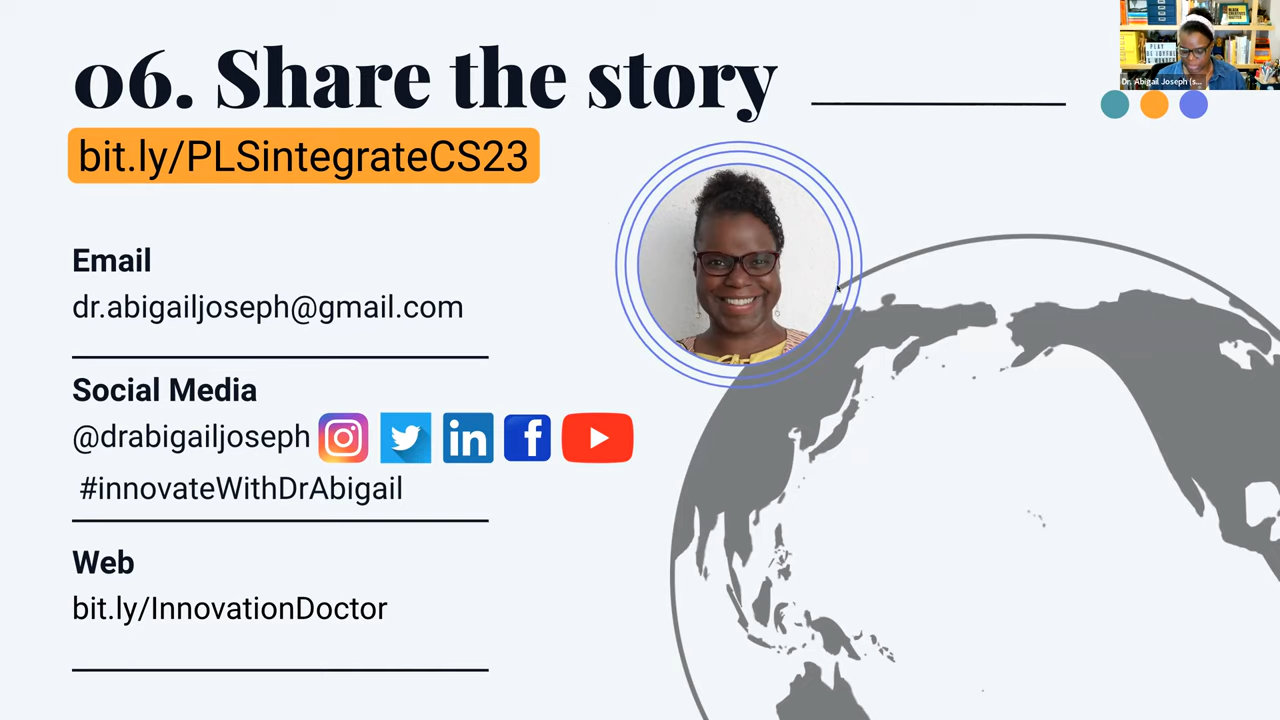 06. Share the story
bit.ly/PLSintegrateCS23
Email
dr.abigailjoseph@gmail.com
Social Media
@drabigailjoseph
#innovateWithDrAbigail
Web
bit.ly/InnovationDoctor
Dr. Abigail Joseph (s...